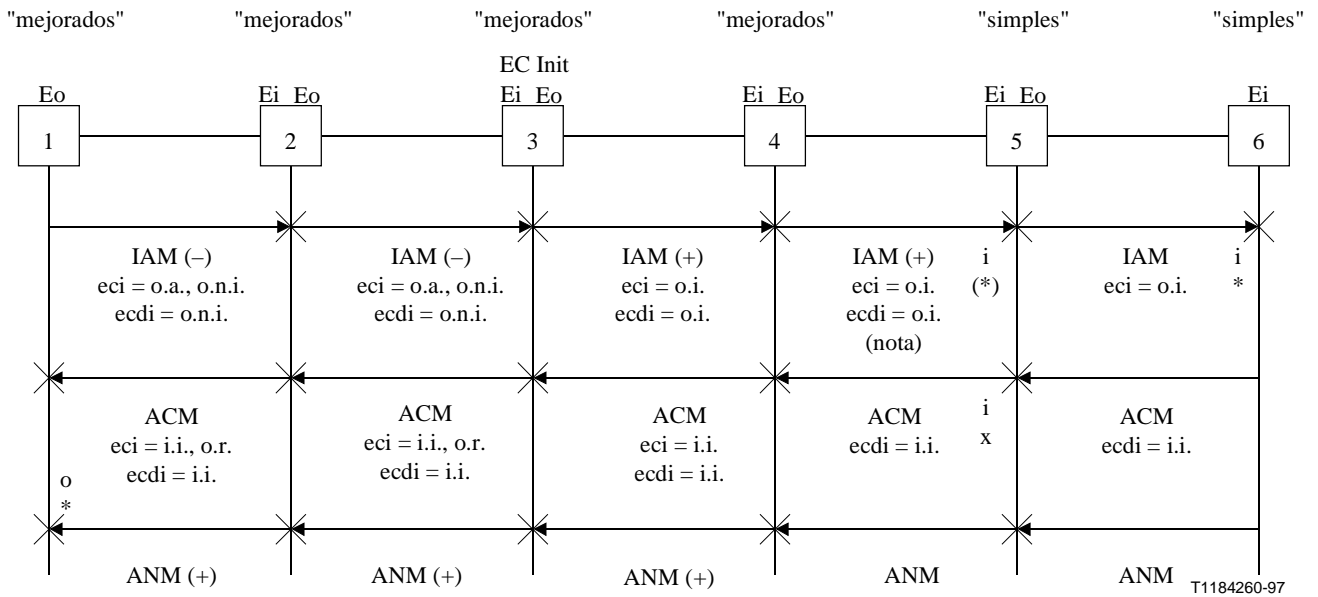 "mejorados" "mejorados" "mejorados" "mejorados" "simples" "simples"
EC Init
Eo Ei Eo Ei Eo Ei Eo Ei Eo Ei
1 2 3 4 5 6
IAM (–) IAM (–) IAM (+) IAM (+) i IAM i
eci = o.a., o.n.i. eci = o.a., o.n.i. eci = o.i. eci = o.i. (*) eci = o.i. *
ecdi = o.n.i. ecdi = o.n.i. ecdi = o.i. ecdi = o.i.
(nota)
ACM ACM ACM ACM i ACM
eci = i.i., o.r. eci = i.i., o.r. eci = i.i. ecdi = i.i. x ecdi = i.i.
ecdi = i.i. ecdi = i.i. ecdi = i.i.
o
*
ANM (+) ANM (+) ANM (+) ANM ANM
T1184260-97